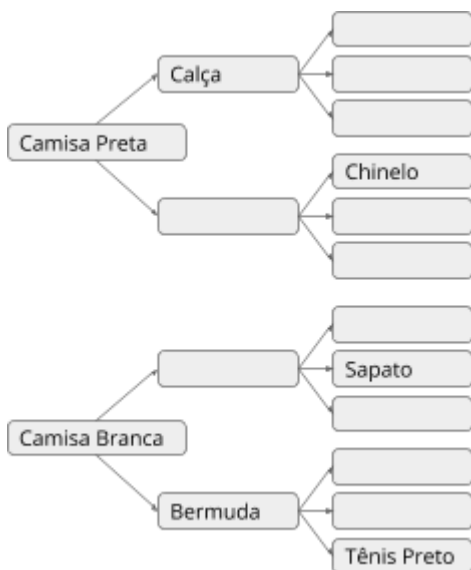 Calça
Camisa Preta
Chinelo
Sapato
Camisa Branca
Bermuda
Tênis Preto